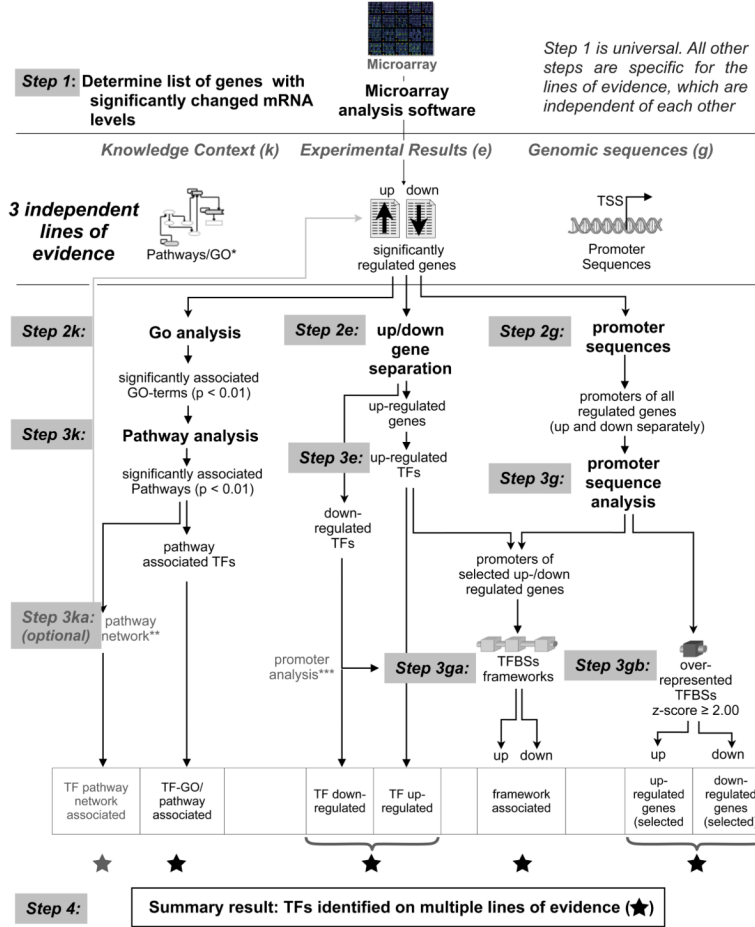 Microarray
Step 1: Determine list of genes with
significantly changed mRNA
levels
Microarray
analysis software
Step 1 is universal. All other
steps are specific for the
lines of evidence, which are
independent of each other
Knowledge Context (k)
Experimental Results (e)
Genomic sequences (g)
3 independent
lines of
evidence
Pathways/GO*
up down
significantly
regulated genes
TSS
Promoter
Sequences
Step 2k:
Go analysis
significantly associated
GO-terms (p < 0.01)
Step 3k:
Pathway analysis
significantly associated
Pathways (p < 0.01)
pathway
associated TFs
Step 3ka:
(optional)
pathway
network**
Step 2e:
up/down
gene
separation
up-regulated
genes
Step 3e:
up-regulated
TFs
down-
regulated
TFs
promoter
analysis***
Step 2g:
promoter
sequences
promoters of all
regulated genes
(up and down separately)
Step 3g:
promoter
sequence
analysis
promoters of
selected up-/down
regulated genes
Step 3ga:
TFBSs
frameworks
up down
Step 3gb:
over-
represented
TFBSs
z-score ≥ 2.00
up down
TF pathway
network
associated
TF-GO/
pathway
associated
TF down-
regulated
TF up-
regulated
framework
associated
up-
regulated
genes
(selected
down-
regulated
genes
(selected
Step 4:
Summary result: TFs identified on multiple lines of evidence (★)